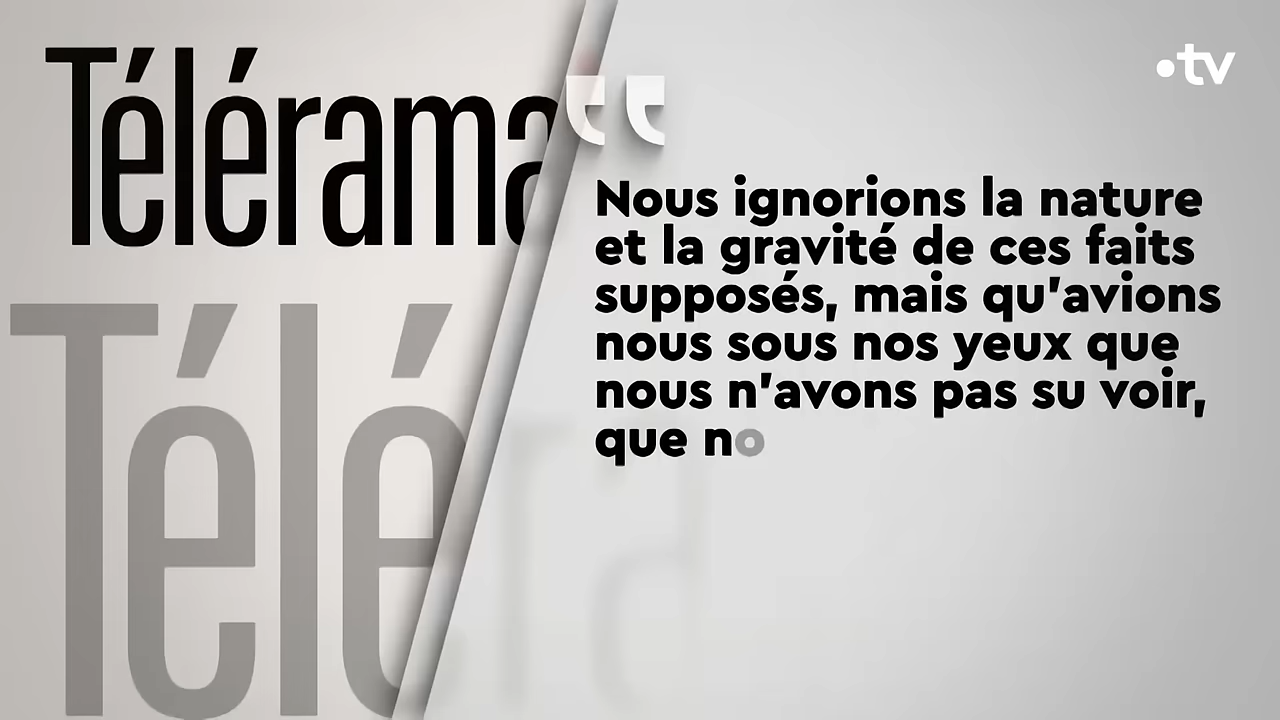 Télérama
•tv
“
Nous ignorions la nature
et la gravité de ces faits
supposés, mais qu'avions
nous sous nos yeux que
nous n'avons pas su voir,
que no
Téléra